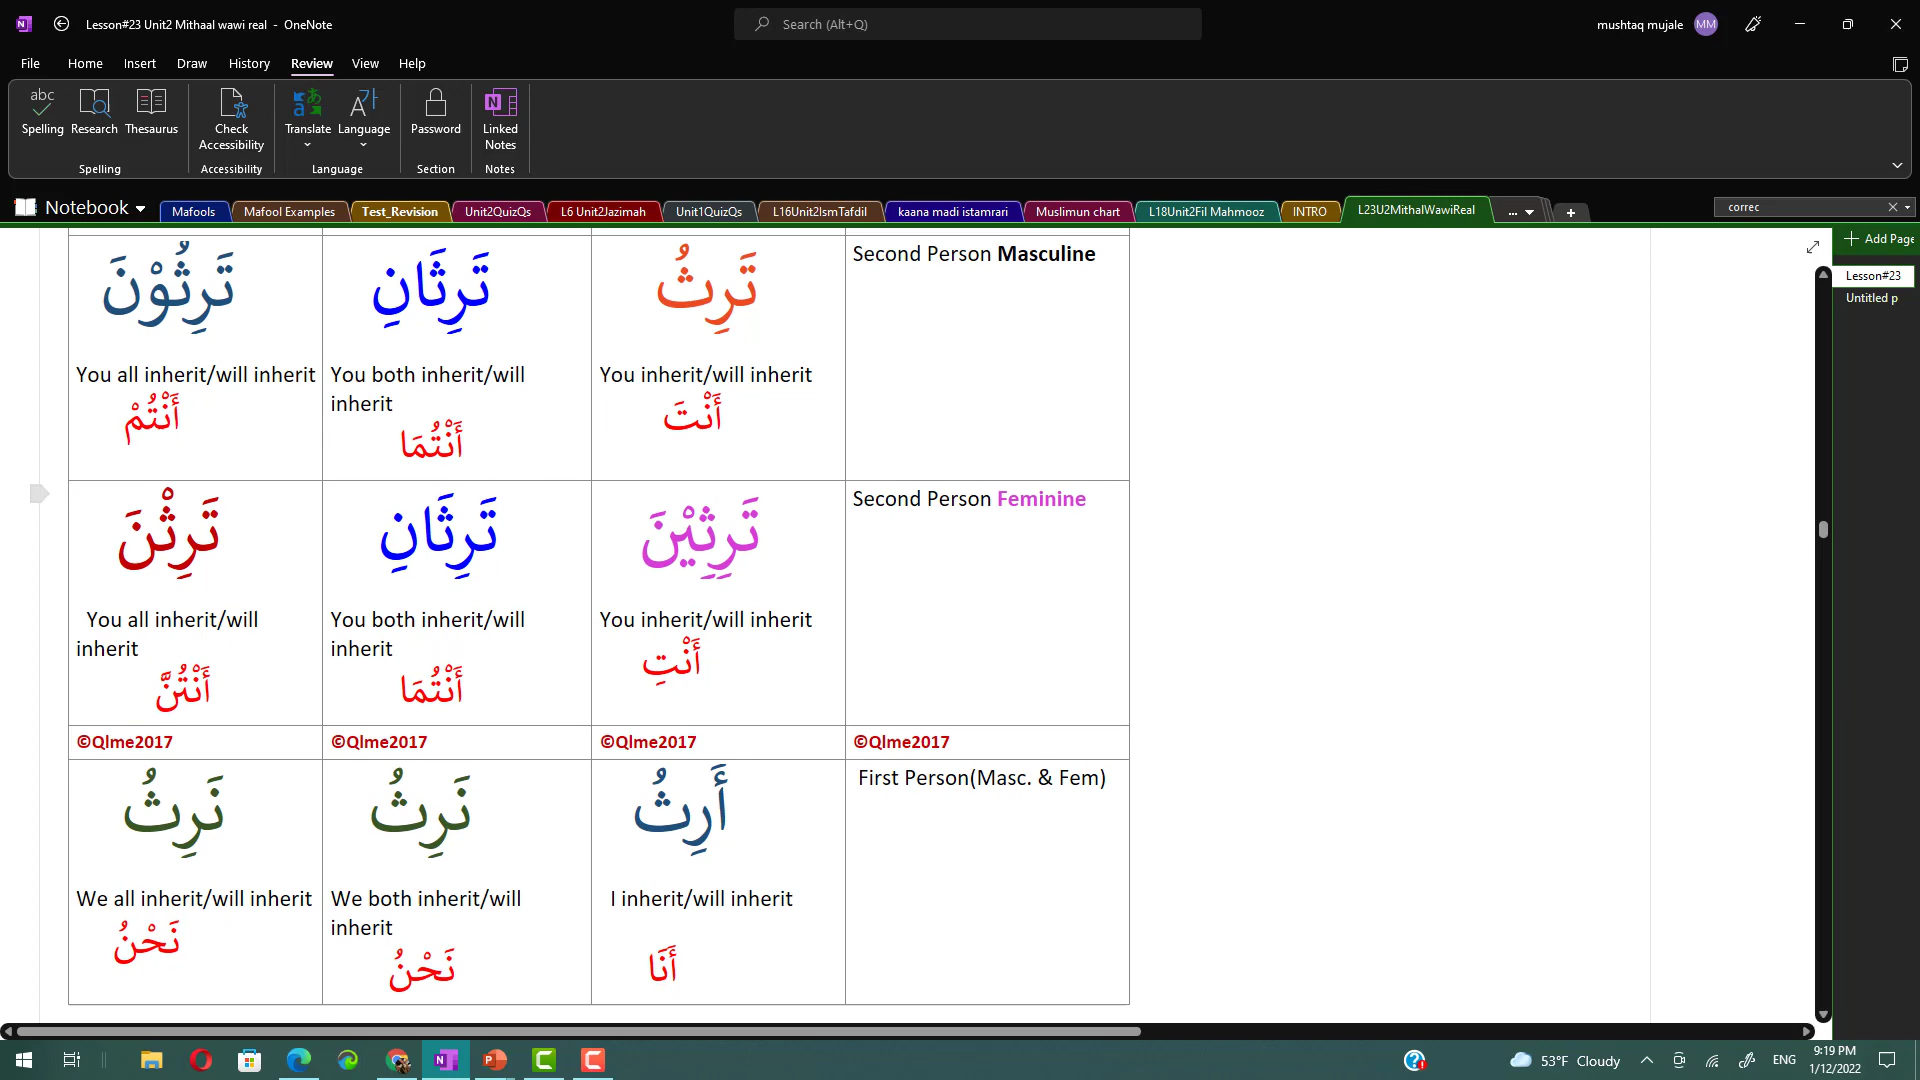 Lesson#23 Unit2 Mithaal wawi real - OneNote
Search (Alt+Q)
mushtaq mujale
MM
File Home Insert Draw History Review View Help
abc
Spelling Research Thesaurus
Check Accessibility
Translate Language
Password
Linked Notes
Spelling Accessibility Language Section Notes
Notebook
Mafools
Mafool Examples
Test_Revision
Unit2QuizQs
L6 Unit2Jazimah
Unit1QuizQs
L16Unit2IsmTafdil
kaana madi istamrari
Muslimun chart
L18Unit2Fil Mahmooz
INTRO
L23U2MithalWawiReal
...
correc
Add Page
Lesson#23
Untitled p
Second Person Masculine
تَرِثُ
You inherit/will inherit
أَنْتَ
تَرِثَانِ
You both inherit/will
inherit
أَنْتُمَا
تَرِثُوْنَ
You all inherit/will inherit
أَنْتُمْ
Second Person Feminine
تَرِثِيْنَ
You inherit/will inherit
أَنْتِ
تَرِثَانِ
You both inherit/will
inherit
أَنْتُمَا
تَرِثْنَ
You all inherit/will
inherit
أَنْتُنَّ
©Qlme2017 ©Qlme2017 ©Qlme2017 ©Qlme2017
First Person(Masc. & Fem)
أَرِثُ
I inherit/will inherit
أَنَا
نَرِثُ
We both inherit/will
inherit
نَحْنُ
نَرِثُ
We all inherit/will inherit
نَحْنُ
53°F Cloudy
ENG
9:19 PM
1/12/2022